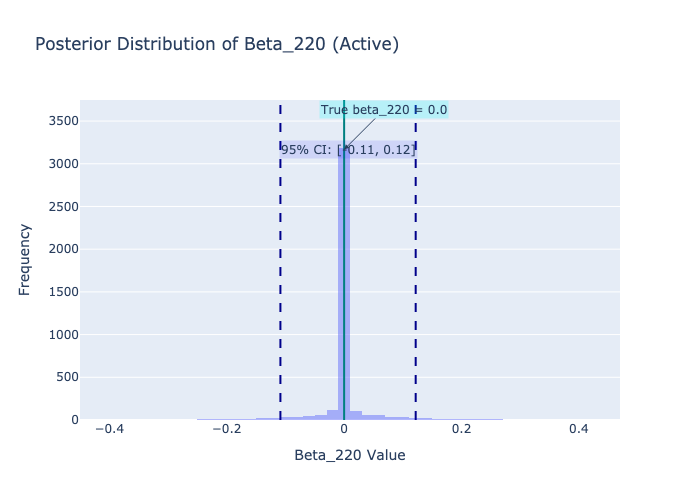 Posterior Distribution of Beta_220 (Active)
True beta_220 = 0.0
95% CI: [-0.11, 0.12]
3500
3000
2500
2000
1500
1000
500
0
Frequency
−0.4
−0.2
0
0.2
0.4
Beta_220 Value